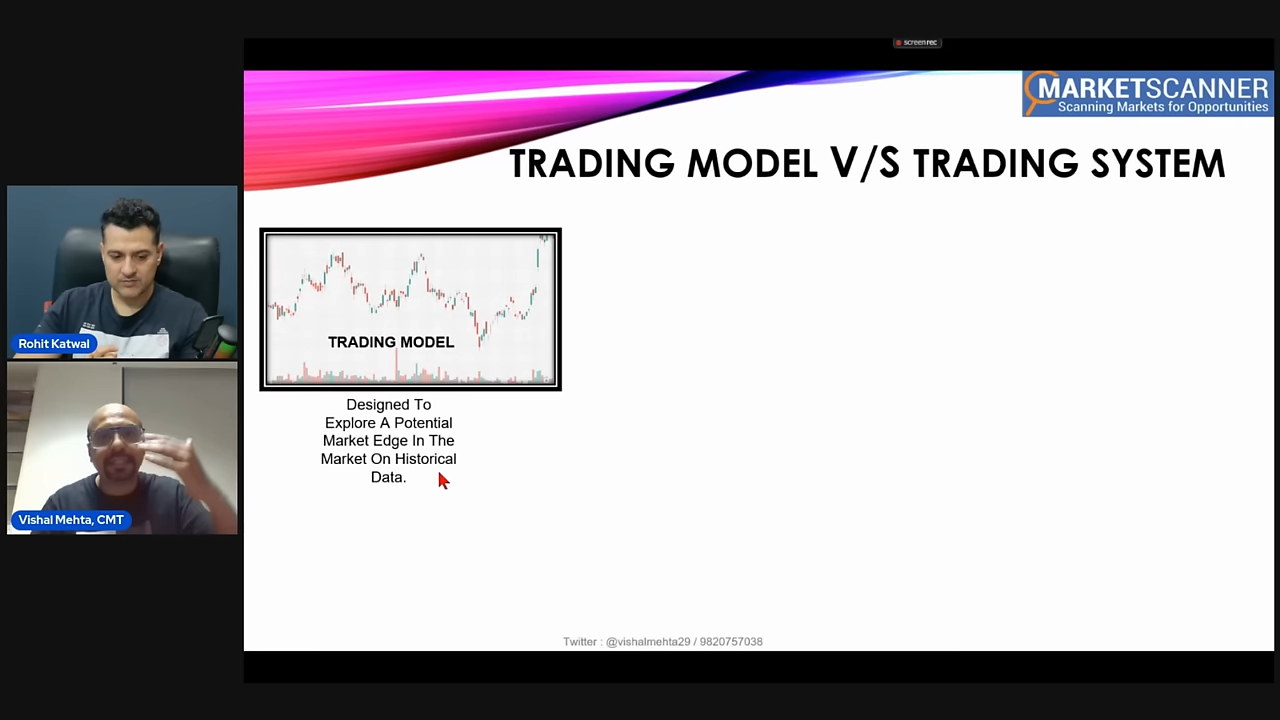 screenrec
MARKETSCANNER
Scanning Markets for Opportunities
TRADING MODEL V/S TRADING SYSTEM
TRADING MODEL
Designed To
Explore A Potential
Market Edge In The
Market On Historical
Data.
Rohit Katwal
Vishal Mehta, CMT
Twitter : @vishalmehta29 / 9820757038